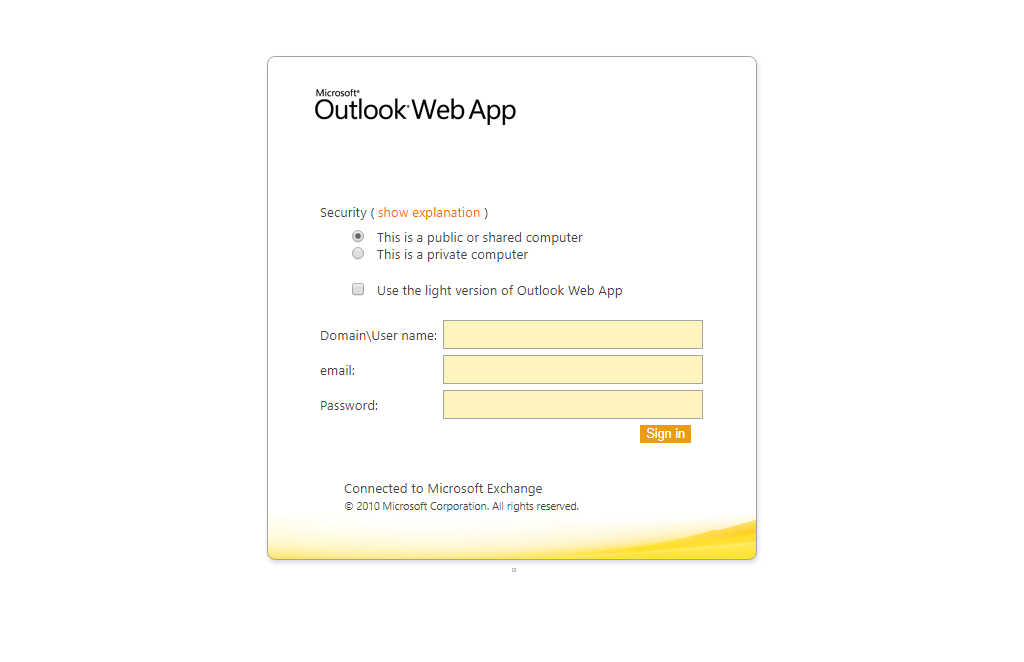 Microsoft®
Outlook® Web App
Security ( show explanation )
This is a public or shared computer
This is a private computer
Use the light version of Outlook Web App
Domain\User name:
email:
Password:
Sign in
Connected to Microsoft Exchange
© 2010 Microsoft Corporation. All rights reserved.